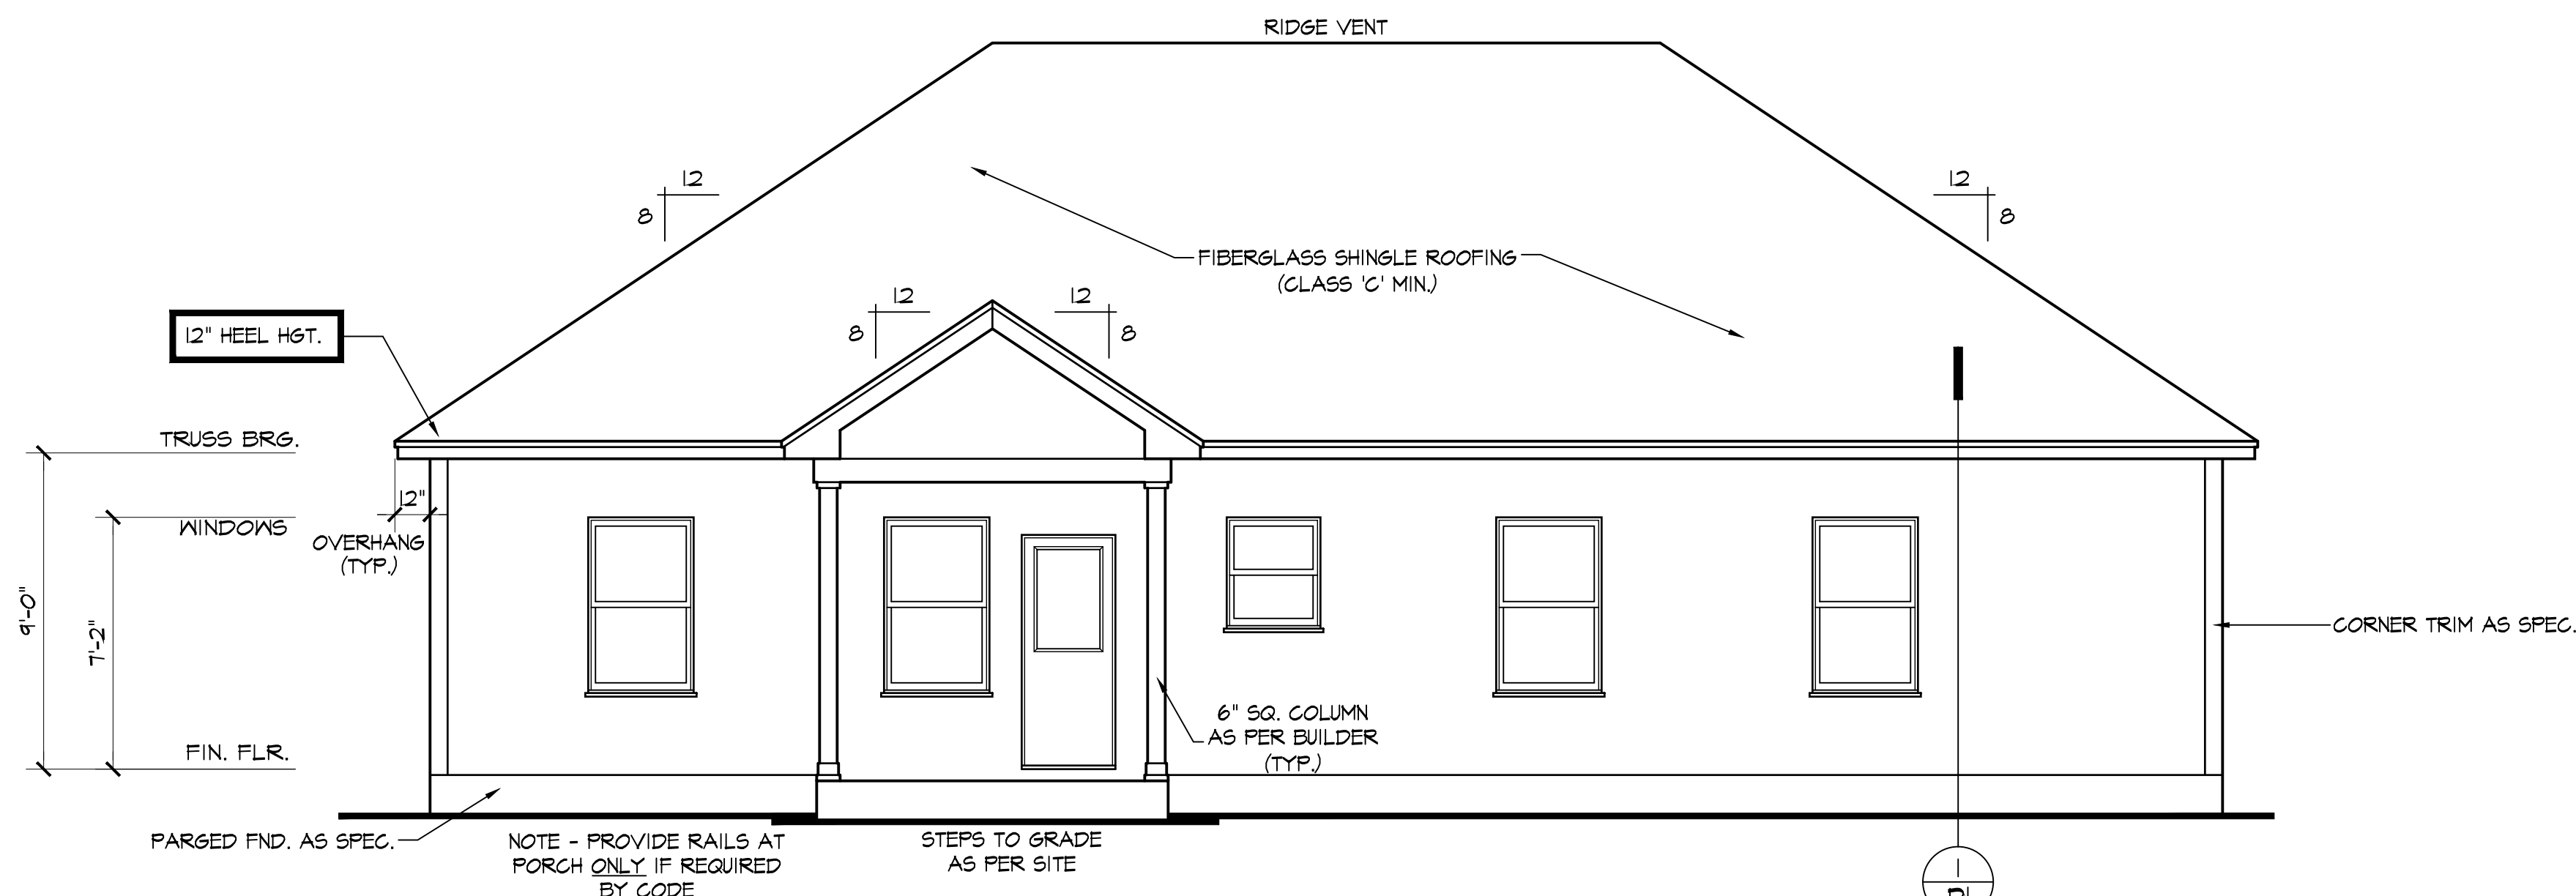 RIDGE VENT
12
8
12
8
FIBERGLASS SHINGLE ROOFING
(CLASS 'C' MIN.)
12
8
12
8
12" HEEL HGT.
TRUSS BRG.
12"
WINDOWS
OVERHANG
(TYP.)
9'-0"
7'-2"
CORNER TRIM AS SPEC.
6" SQ. COLUMN
AS PER BUILDER
(TYP.)
FIN. FLR.
PARGED FND. AS SPEC.
NOTE - PROVIDE RAILS AT
PORCH ONLY IF REQUIRED
BY CODE
STEPS TO GRADE
AS PER SITE